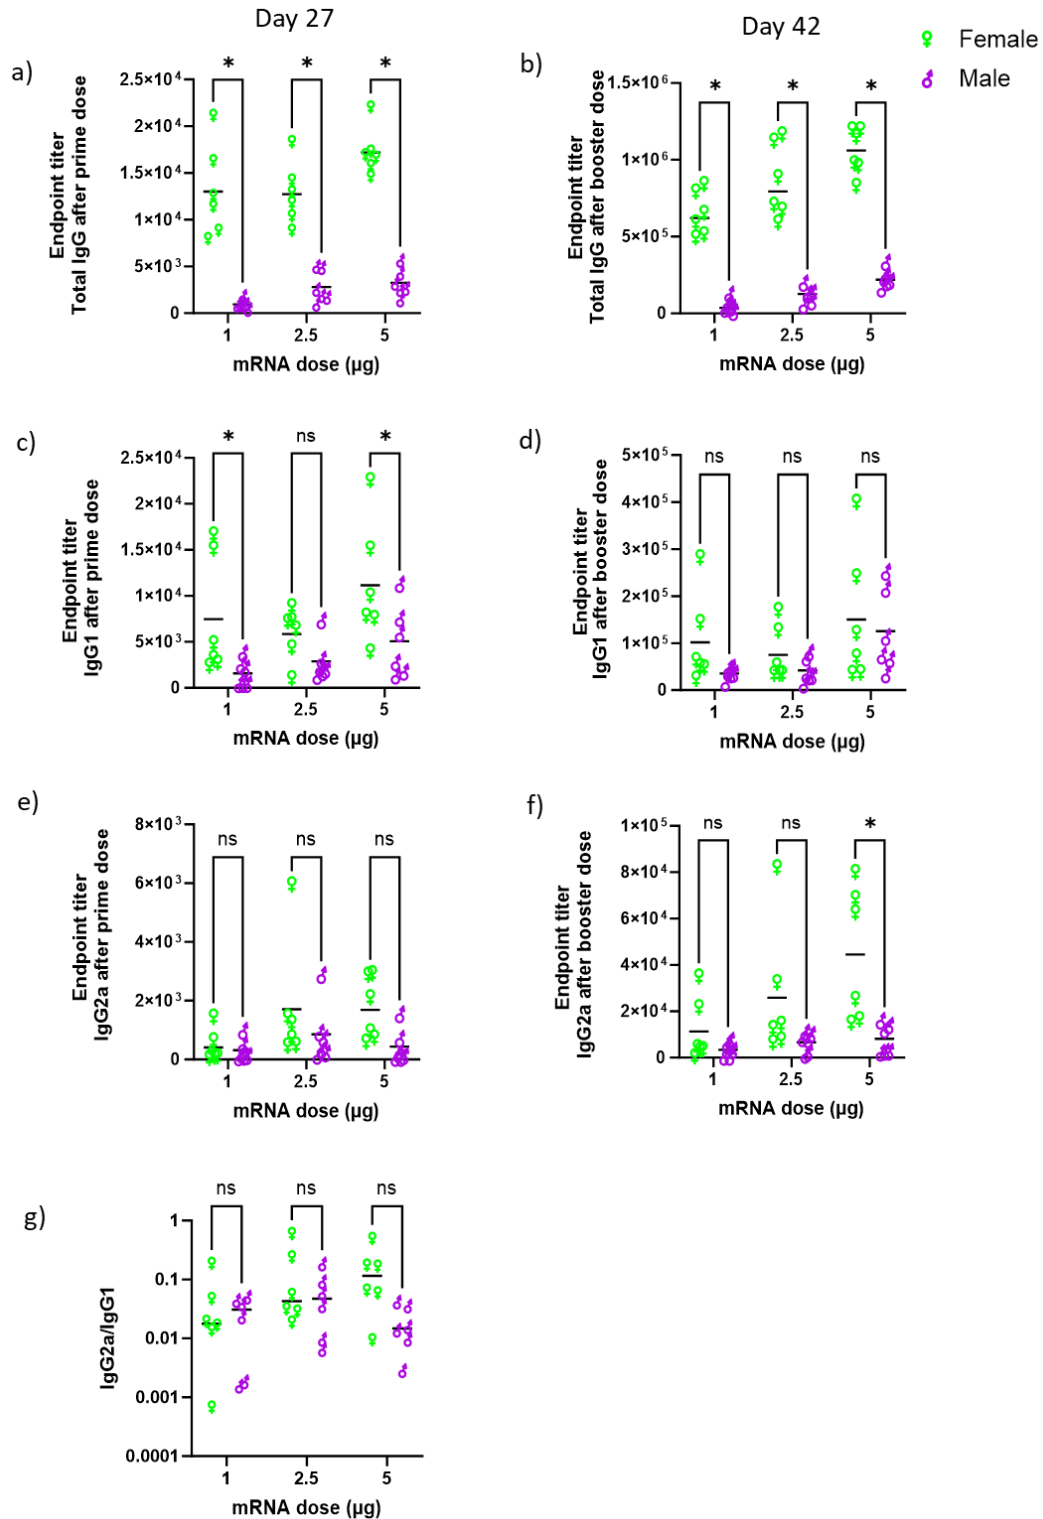 Day 27
Day 42
Female
Male
a)
Endpoint titer
Total IgG after prime dose
2.5×10⁴
2×10⁴
1.5×10⁴
1×10⁴
5×10³
0
*
*
*
1
2.5
5
mRNA dose (µg)
b)
Endpoint titer
Total IgG after booster dose
1.5×10⁶
1×10⁶
5×10⁵
0
*
*
*
1
2.5
5
mRNA dose (µg)
c)
Endpoint titer
IgG1 after prime dose
2.5×10⁴
2×10⁴
1.5×10⁴
1×10⁴
5×10³
0
*
ns
*
1
2.5
5
mRNA dose (µg)
d)
Endpoint titer
IgG1 after booster dose
5×10⁵
4×10⁵
3×10⁵
2×10⁵
1×10⁵
0
ns
ns
ns
1
2.5
5
mRNA dose (µg)
e)
Endpoint titer
IgG2a after prime dose
8×10³
6×10³
4×10³
2×10³
0
ns
ns
ns
1
2.5
5
mRNA dose (µg)
f)
Endpoint titer
IgG2a after booster dose
1×10⁵
8×10⁴
6×10⁴
4×10⁴
2×10⁴
0
ns
ns
*
1
2.5
5
mRNA dose (µg)
g)
IgG2a/IgG1
1
0.1
0.01
0.001
0.0001
ns
ns
ns
1
2.5
5
mRNA dose (µg)